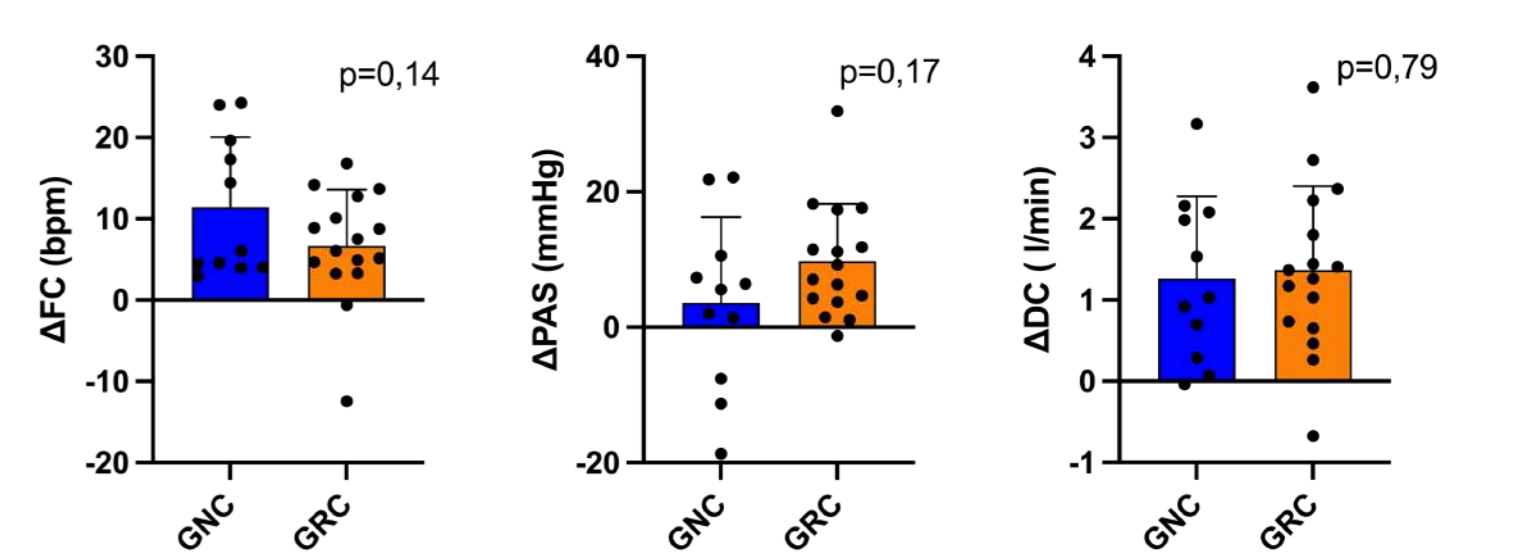 ΔFC (bpm)
30
20
10
0
-10
-20
p=0,14
GNC
GRC
ΔPAS (mmHg)
40
20
0
-20
p=0,17
GNC
GRC
ΔDC ( l/min)
4
3
2
1
0
-1
p=0,79
GNC
GRC